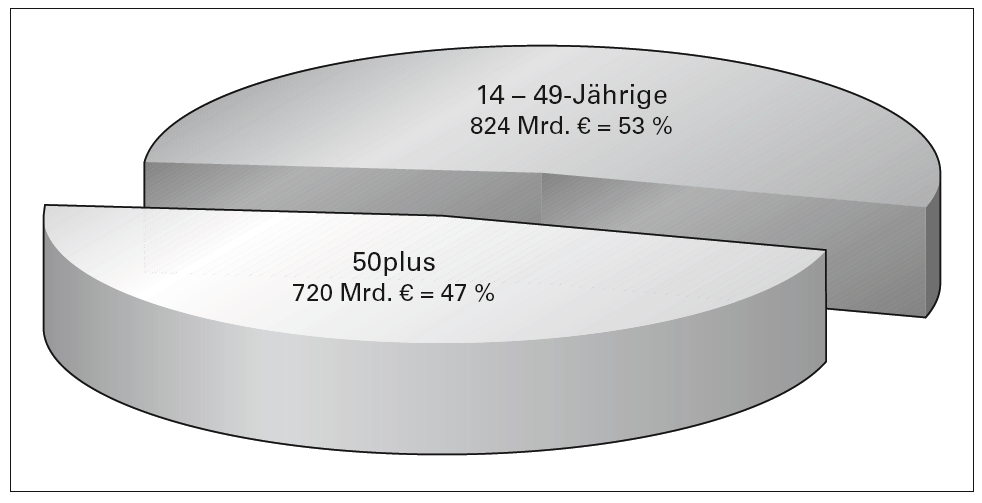 14 – 49-Jährige
824 Mrd. € = 53 %
50plus
720 Mrd. € = 47 %